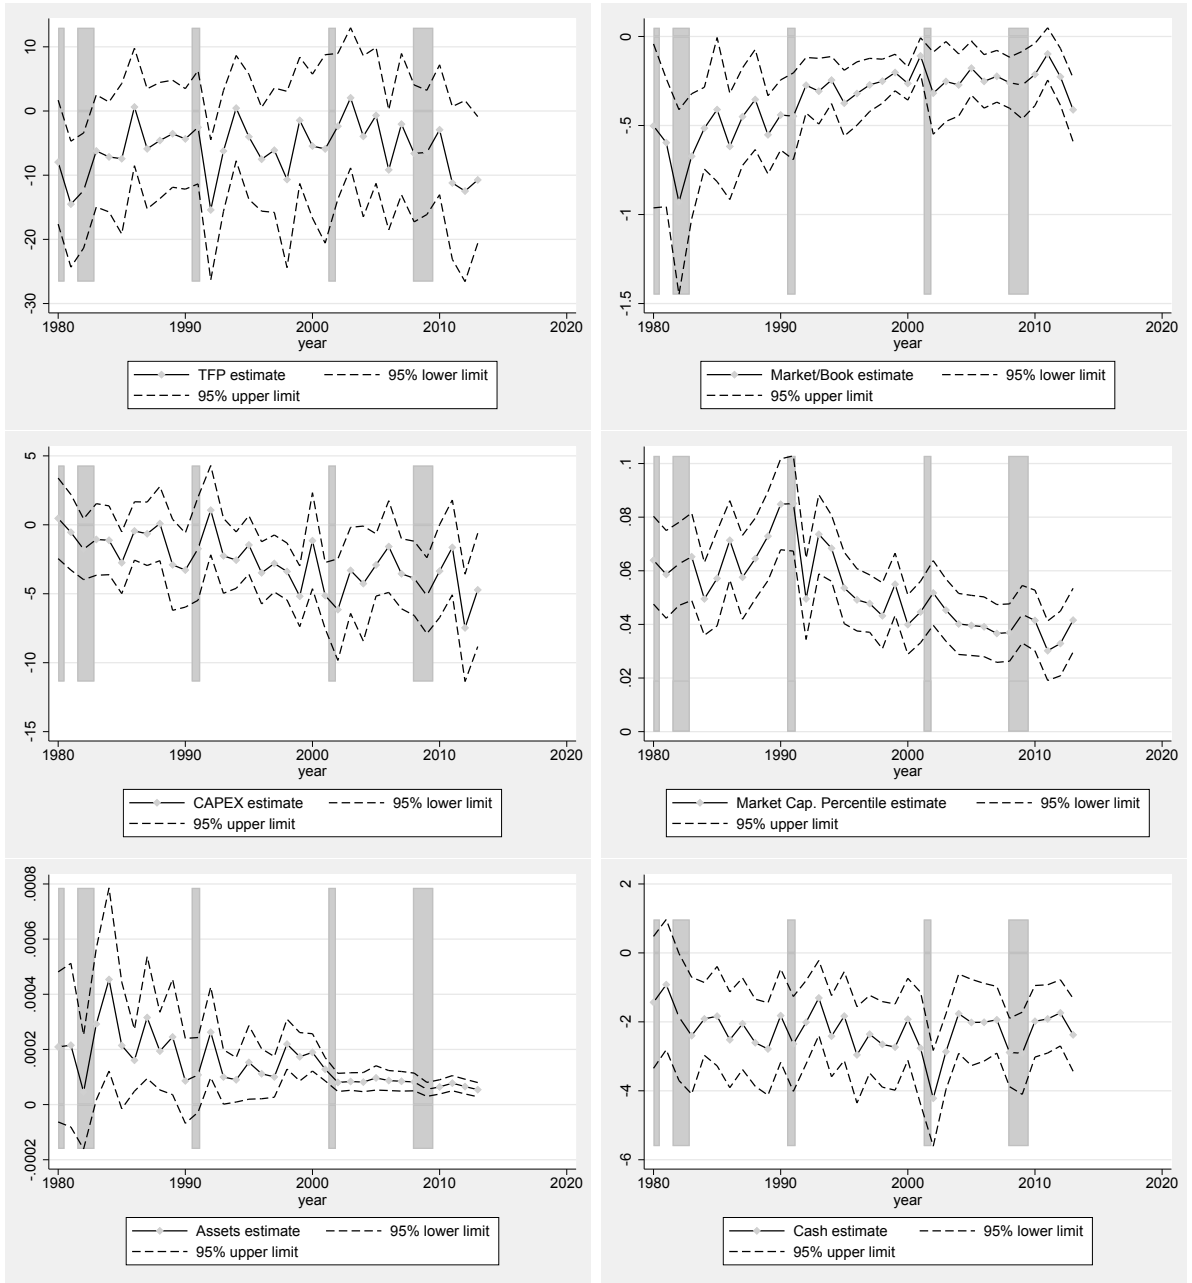 10
0
-10
-20
-30
1980 1990 2000 2010 2020
year
TFP estimate 95% lower limit
95% upper limit
0
-.5
-1
-1.5
1980 1990 2000 2010 2020
year
Market/Book estimate 95% lower limit
95% upper limit
5
0
-5
-10
-15
1980 1990 2000 2010 2020
year
CAPEX estimate 95% lower limit
95% upper limit
.1
.08
.06
.04
.02
0
1980 1990 2000 2010 2020
year
Market Cap. Percentile estimate 95% lower limit
95% upper limit
.0008
.0006
.0004
.0002
0
-.0002
1980 1990 2000 2010 2020
year
Assets estimate 95% lower limit
95% upper limit
2
0
-2
-4
-6
1980 1990 2000 2010 2020
year
Cash estimate 95% lower limit
95% upper limit